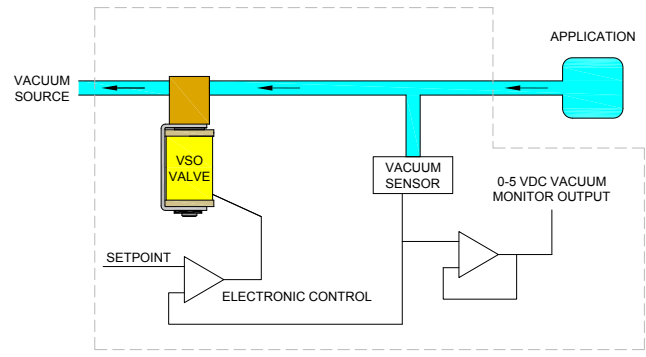 APPLICATION
VACUUM
SOURCE
VSO
VALVE
VACUUM
SENSOR
0-5 VDC VACUUM
MONITOR OUTPUT
SETPOINT
ELECTRONIC CONTROL